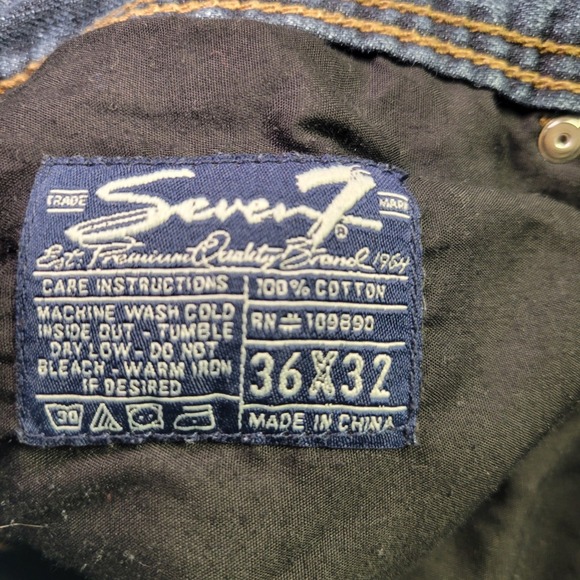 TRADE Seven7® MARK
Est. Premium Quality Brand 1964
CARE INSTRUCTIONS
MACHINE WASH COLD
INSIDE OUT - TUMBLE
DRY LOW - DO NOT
BLEACH - WARM IRON
IF DESIRED
30
100% COTTON
RN# 109890
36X32
MADE IN CHINA